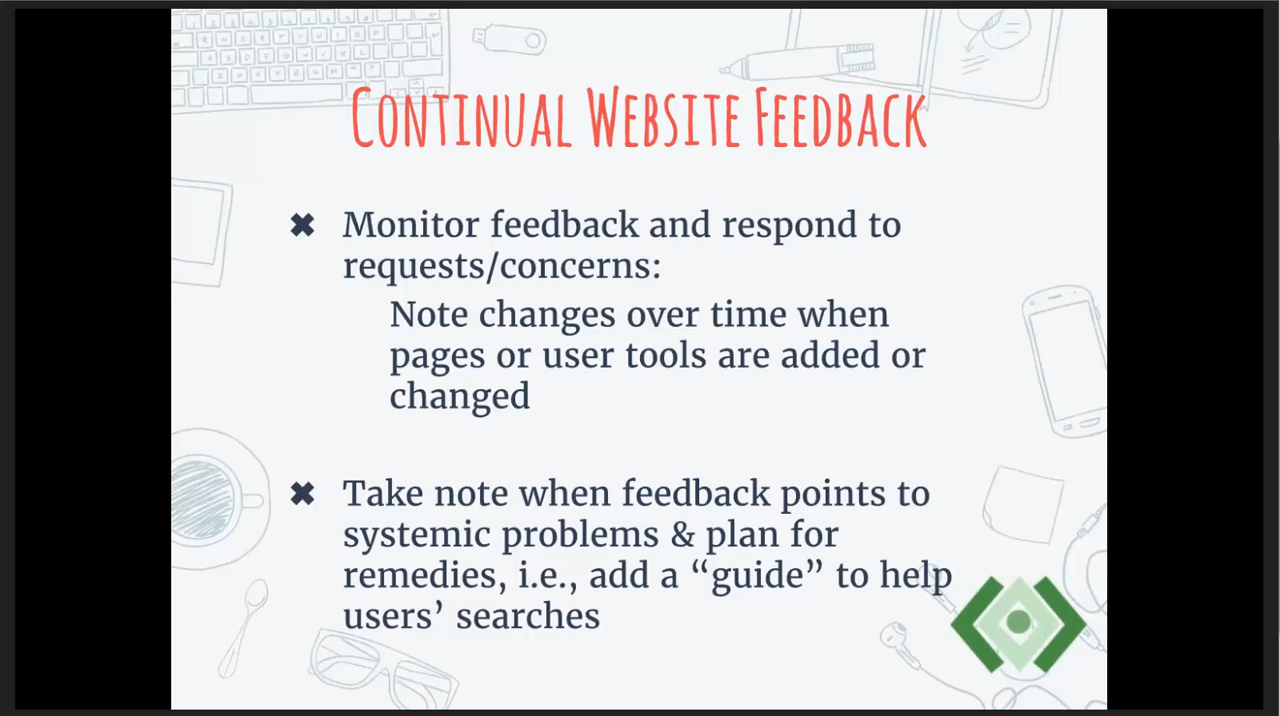 Continual Website Feedback
✖ Monitor feedback and respond to
requests/concerns:
Note changes over time when
pages or user tools are added or
changed
✖ Take note when feedback points to
systemic problems & plan for
remedies, i.e., add a “guide” to help
users’ searches